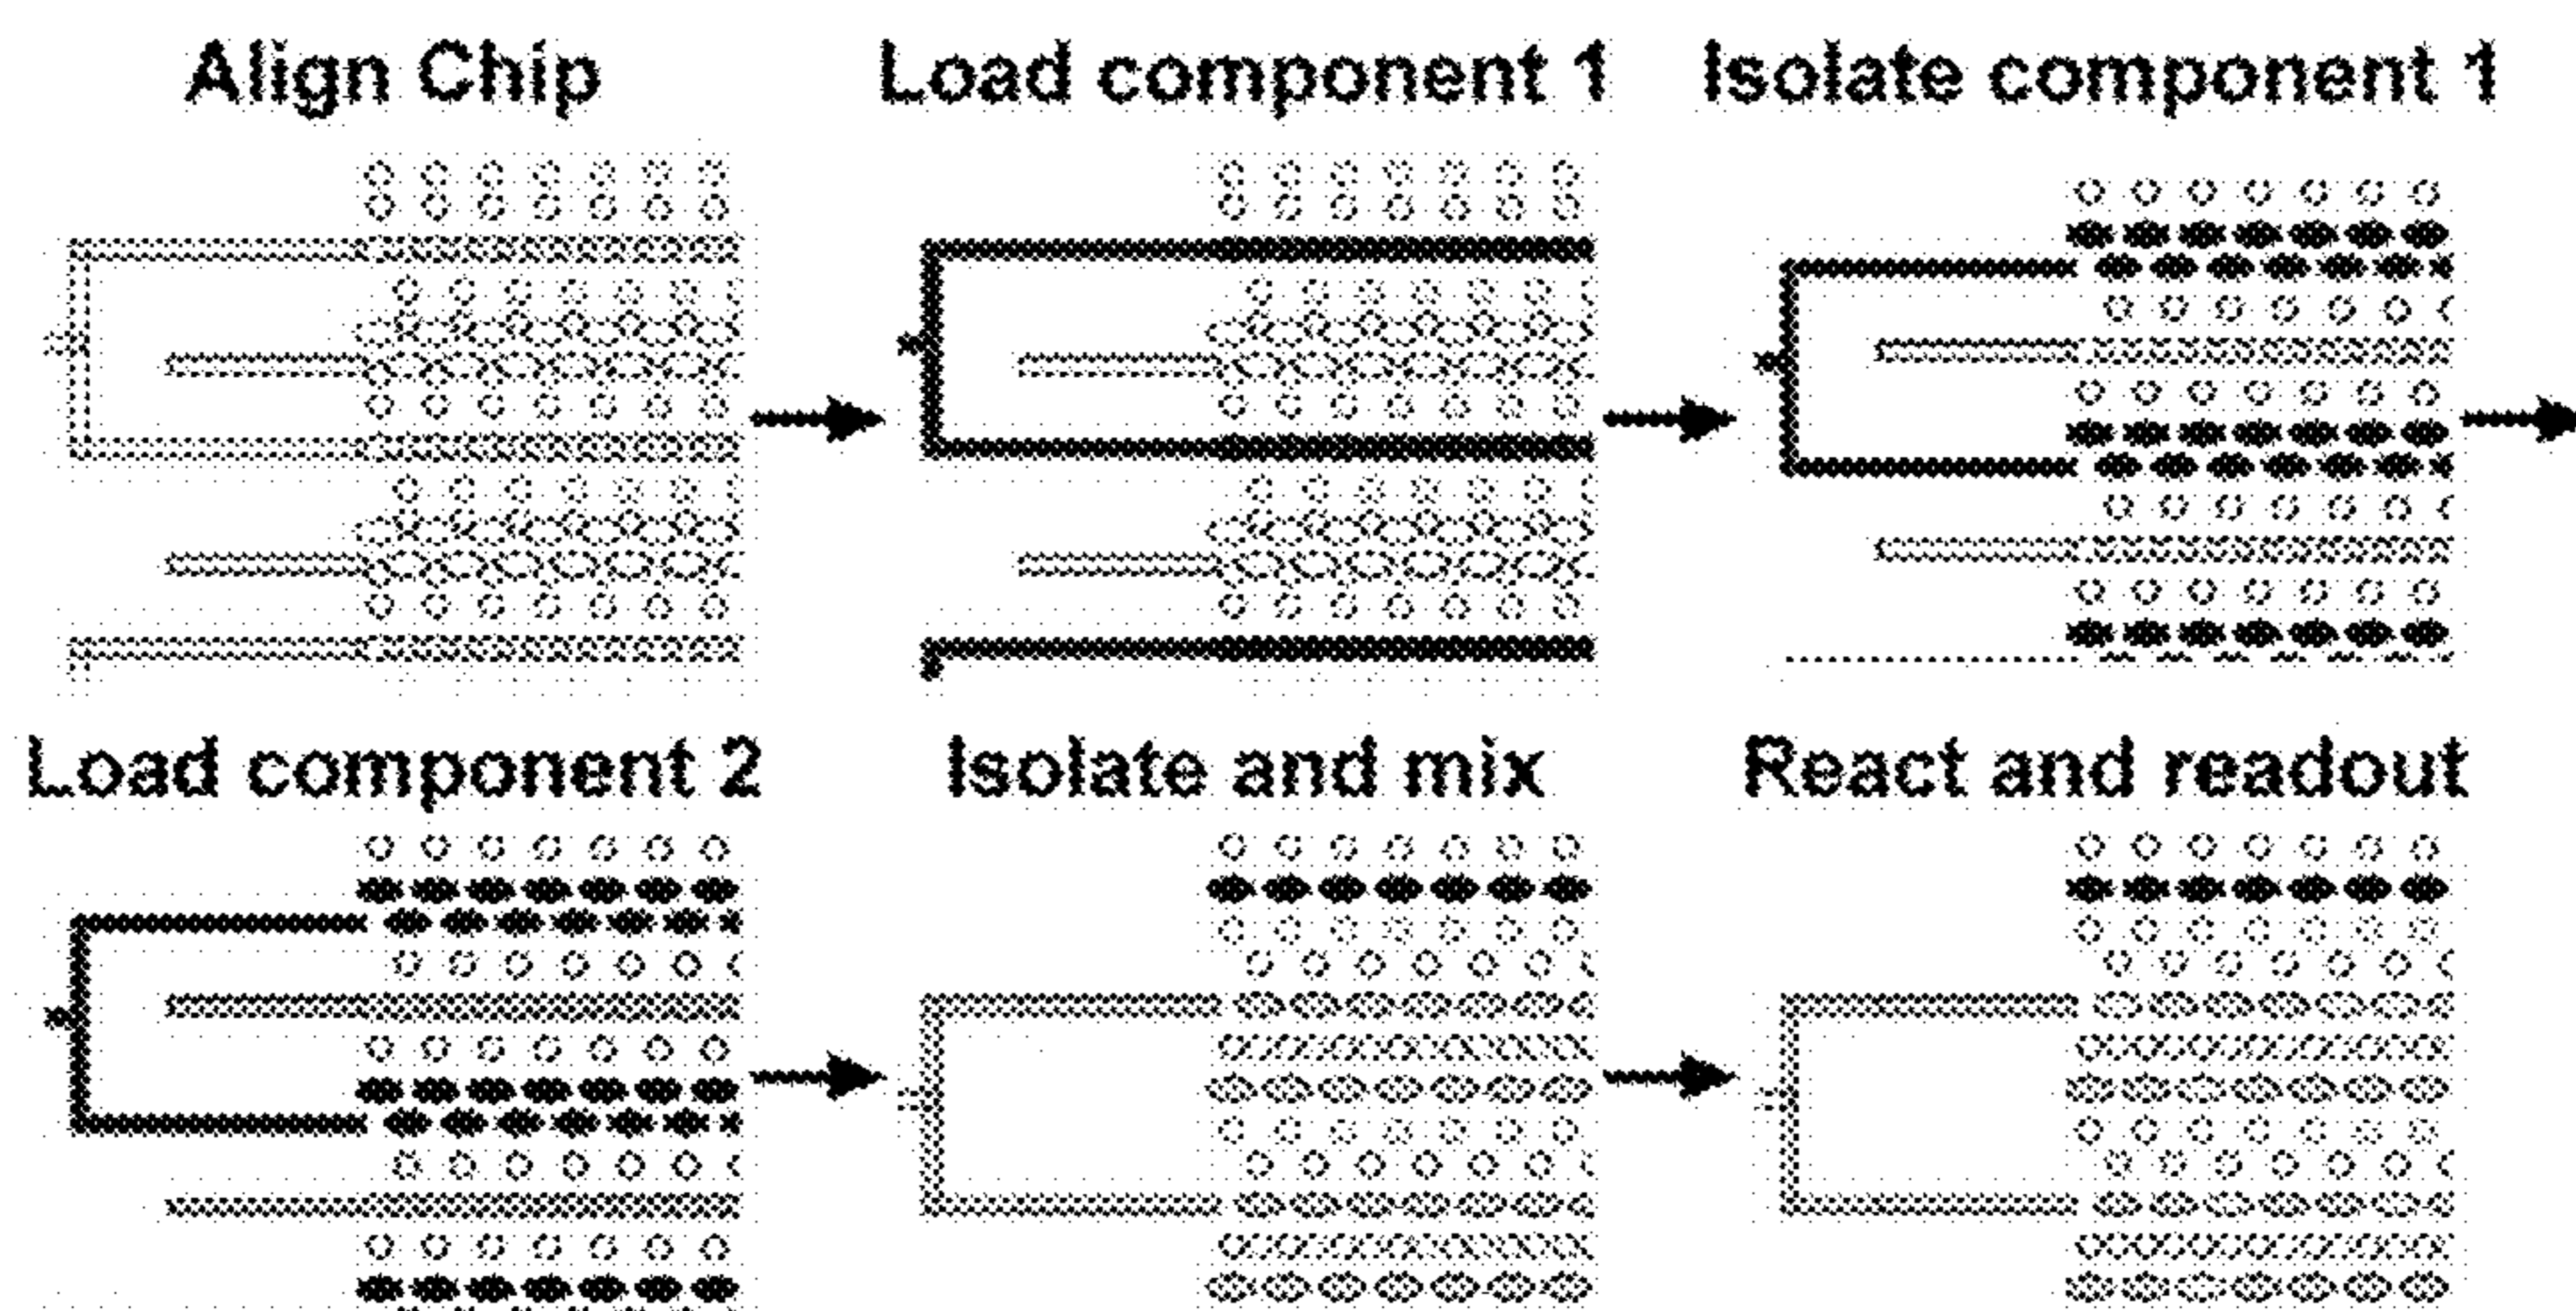 Align Chip
Load component 1
Isolate component 1
Load component 2
Isolate and mix
React and readout